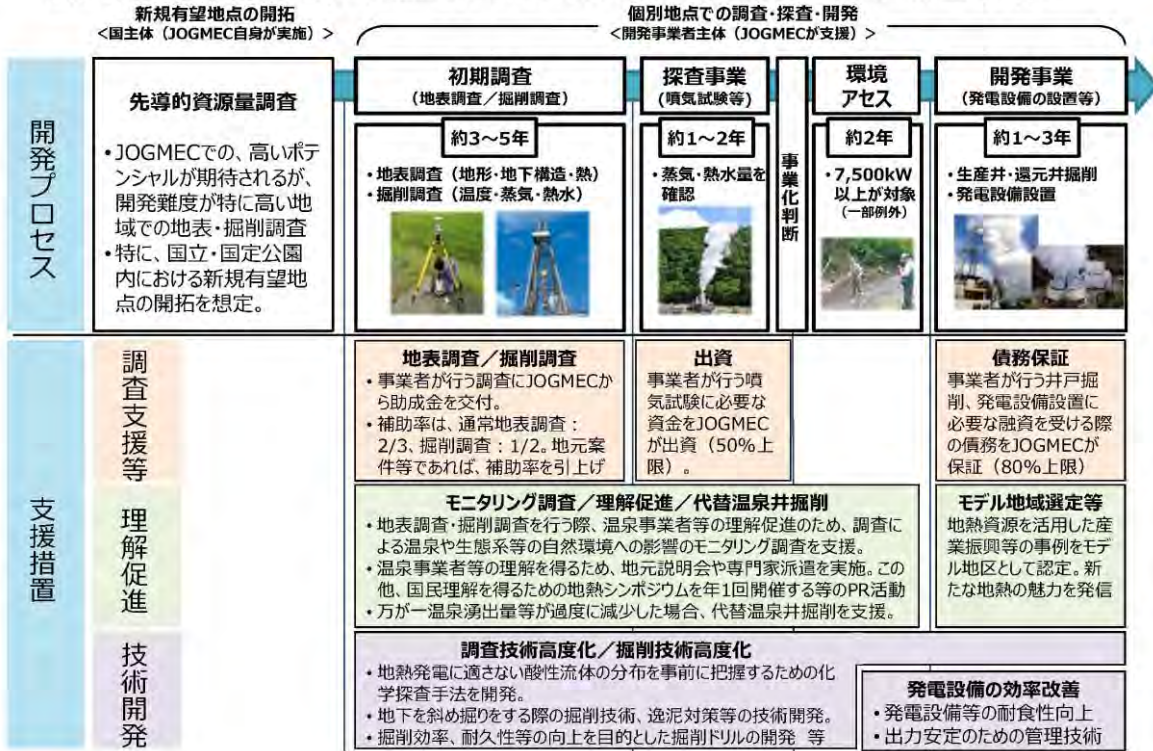 新規有望地点の開拓
<国主体（JOGMEC自身が実施）>
個別地点での調査・探査・開発
<開発事業者主体（JOGMECが支援）>
開発プロセス
先導的資源量調査
・JOGMECでの、高いポテ
ンシャルが期待されるが、
開発難度が特に高い地
域での地表・掘削調査
・特に、国立・国定公園
内における新規有望地
点の開拓を想定。
初期調査
（地表調査／掘削調査）
約3～5年
・地表調査（地形・地下構造・熱）
・掘削調査（温度・蒸気・熱水）
探査事業
（噴気試験等）
約1～2年
・蒸気・熱水量を
確認
事業化判断
環境
アセス
約2年
・7,500kW
以上が対象
（一部例外）
開発事業
（発電設備の設置等）
約1～3年
・生産井・還元井掘削
・発電設備設置
支援措置
調査支援等
地表調査／掘削調査
・事業者が行う調査にJOGMECか
ら助成金を交付。
・補助率は、通常地表調査：
2/3、掘削調査：1/2。地元案
件等であれば、補助率を引上げ
出資
事業者が行う噴
気試験に必要な
資金をJOGMEC
が出資（50%上
限）。
債務保証
事業者が行う井戸掘
削、発電設備設置に
必要な融資を受ける際
の債務をJOGMECが
保証（80%上限）
理解促進
モニタリング調査／理解促進／代替温泉井掘削
・地表調査・掘削調査を行う際、温泉事業者等の理解促進のため、調査に
よる温泉や生態系等の自然環境への影響のモニタリング調査を支援。
・温泉事業者等の理解を得るため、地元説明会や専門家派遣を実施。この
他、国民理解を得るための地熱シンポジウムを年1回開催する等のPR活動
・万が一温泉湧出量等が過度に減少した場合、代替温泉井掘削を支援。
モデル地域選定等
地熱資源を活用した産
業振興等の事例をモデ
ル地区として認定。新
たな地熱の魅力を発信
技術開発
調査技術高度化／掘削技術高度化
・地熱発電に適さない酸性流体の分布を事前に把握するための化
学探査手法を開発。
・地下を斜め掘りをする際の掘削技術、逸泥対策等の技術開発。
・掘削効率、耐久性等の向上を目的とした掘削ドリルの開発 等
発電設備の効率改善
・発電設備等の耐食性向上
・出力安定のための管理技術